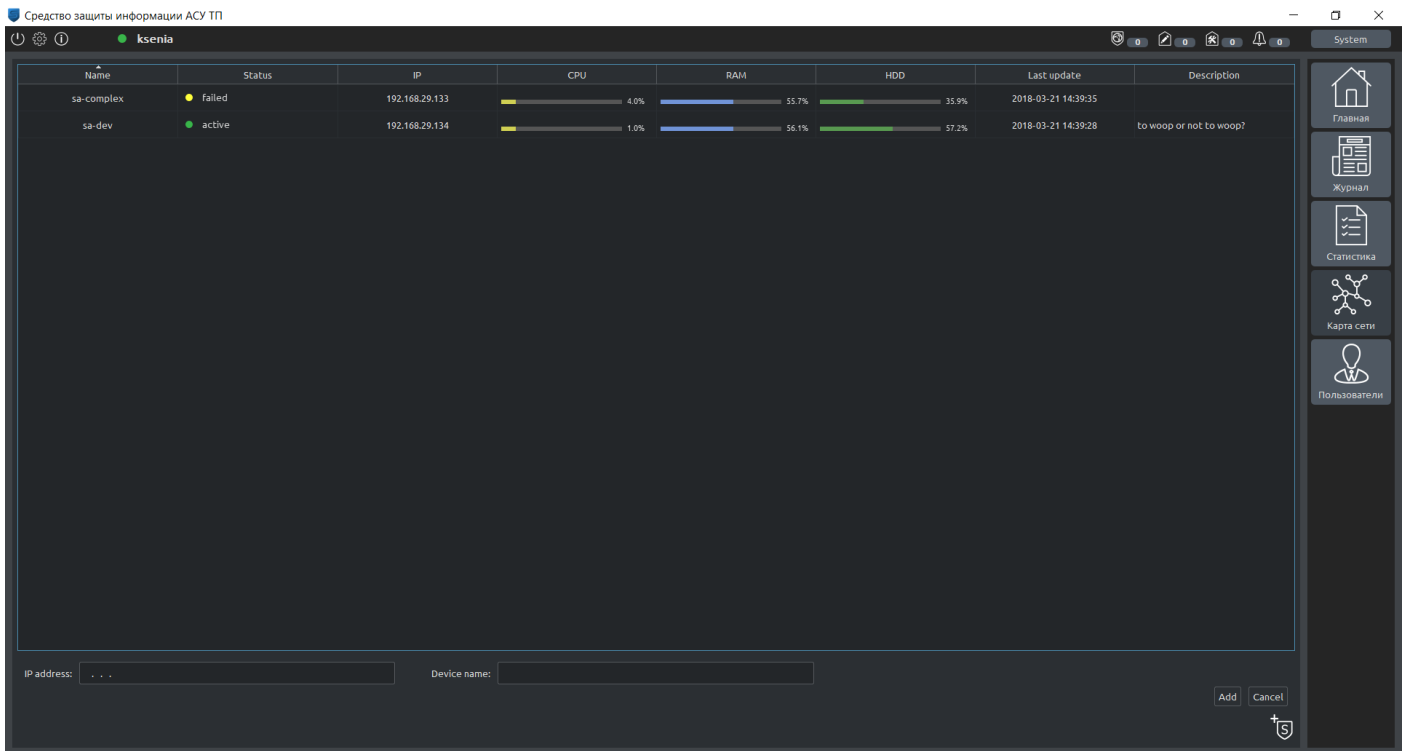 Средство защиты информации АСУ ТП
ksenia 0 0 0 0 System
Name Status IP CPU RAM HDD Last update Description
sa-complex failed 192.168.29.133 4.0% 55.7% 35.9% 2018-03-21 14:39:35
sa-dev active 192.168.29.134 1.0% 56.1% 57.2% 2018-03-21 14:39:28 to woop or not to woop?
Главная
Журнал
Статистика
Карта сети
Пользователи
IP address: . . . Device name:
Add Cancel
S